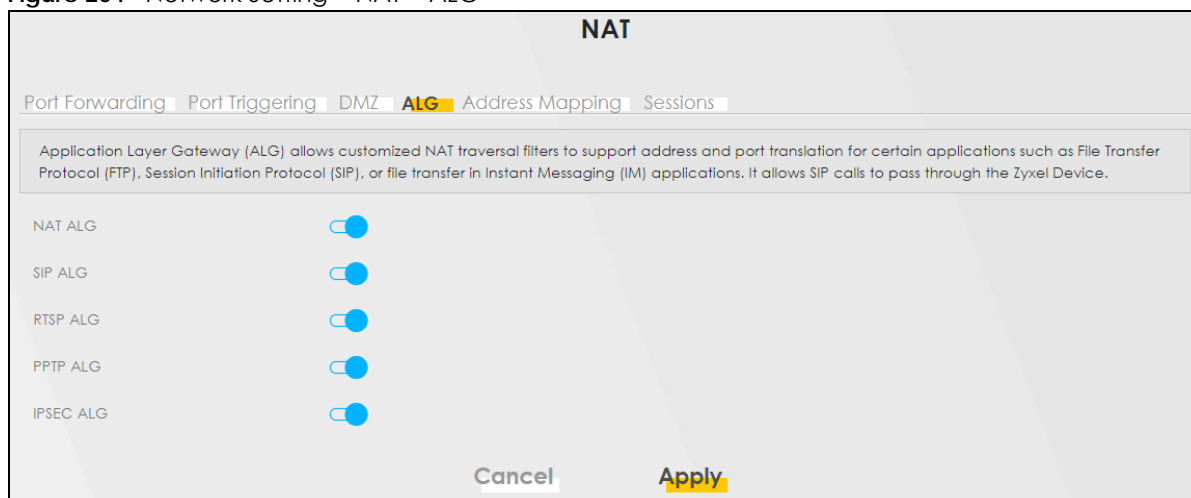 NAT
Port Forwarding Port Triggering DMZ ALG Address Mapping Sessions
Application Layer Gateway (ALG) allows customized NAT traversal filters to support address and port translation for certain applications such as File Transfer
Protocol (FTP), Session Initiation Protocol (SIP), or file transfer in Instant Messaging (IM) applications. It allows SIP calls to pass through the Zyxel Device.
NAT ALG
SIP ALG
RTSP ALG
PPTP ALG
IPSEC ALG
Cancel Apply